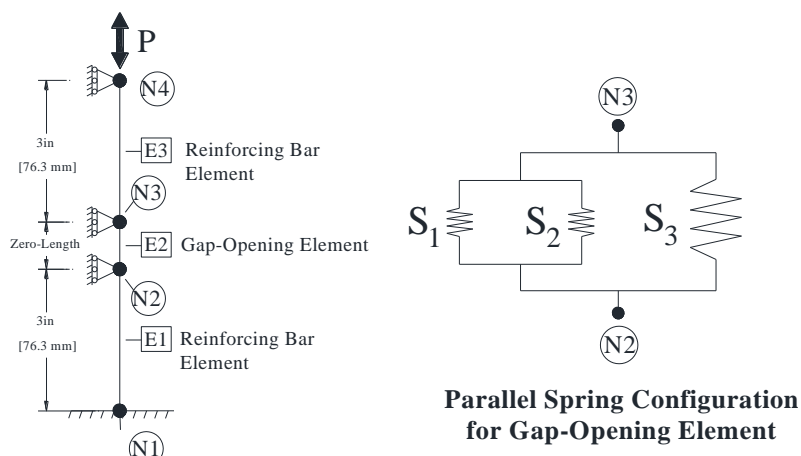 P
N4
3in
[76.3 mm]
E3 Reinforcing Bar
Element
N3
Zero-Length
E2 Gap-Opening Element
N2
3in
[76.3 mm]
E1 Reinforcing Bar
Element
N1
N3
S1
S2
S3
N2
Parallel Spring Configuration
for Gap-Opening Element